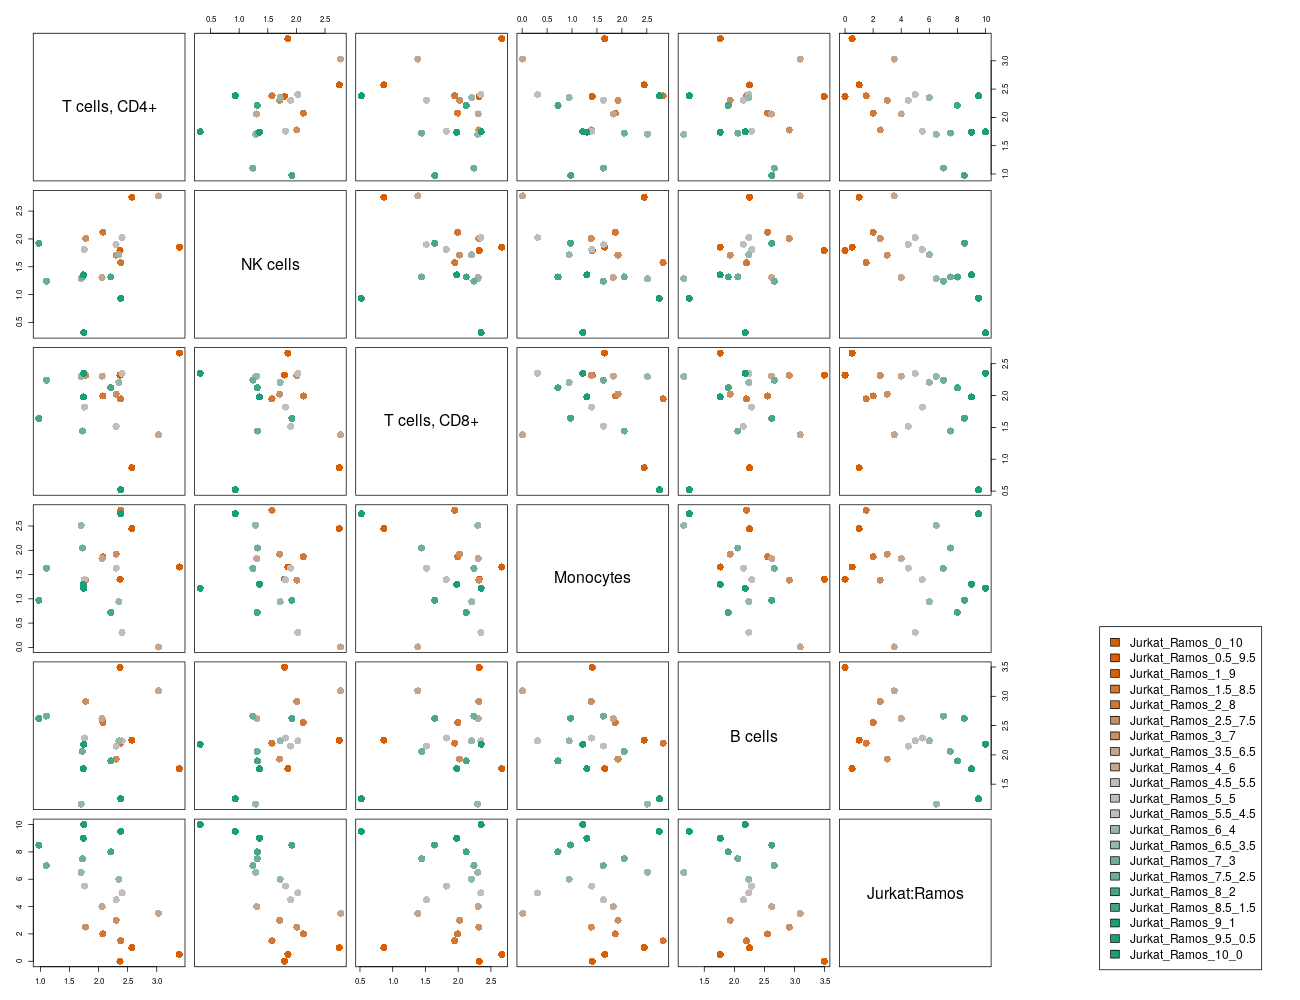 0.5 1.0 1.5 2.0 2.5
0.0 0.5 1.0 1.5 2.0 2.5
0 2 4 6 8 10
T cells, CD4+
1.0 1.5 2.0 2.5 3.0
0.5 1.0 1.5 2.0 2.5
NK cells
T cells, CD8+
0.5 1.0 1.5 2.0 2.5
0.0 0.5 1.0 1.5 2.0 2.5
Monocytes
B cells
1.5 2.0 2.5 3.0 3.5
0 2 4 6 8 10
Jurkat:Ramos
1.0 1.5 2.0 2.5 3.0
0.5 1.0 1.5 2.0 2.5
1.5 2.0 2.5 3.0 3.5
Jurkat_Ramos_0_10
Jurkat_Ramos_0.5_9.5
Jurkat_Ramos_1_9
Jurkat_Ramos_1.5_8.5
Jurkat_Ramos_2_8
Jurkat_Ramos_2.5_7.5
Jurkat_Ramos_3_7
Jurkat_Ramos_3.5_6.5
Jurkat_Ramos_4_6
Jurkat_Ramos_4.5_5.5
Jurkat_Ramos_5_5
Jurkat_Ramos_5.5_4.5
Jurkat_Ramos_6_4
Jurkat_Ramos_6.5_3.5
Jurkat_Ramos_7_3
Jurkat_Ramos_7.5_2.5
Jurkat_Ramos_8_2
Jurkat_Ramos_8.5_1.5
Jurkat_Ramos_9_1
Jurkat_Ramos_9.5_0.5
Jurkat_Ramos_10_0